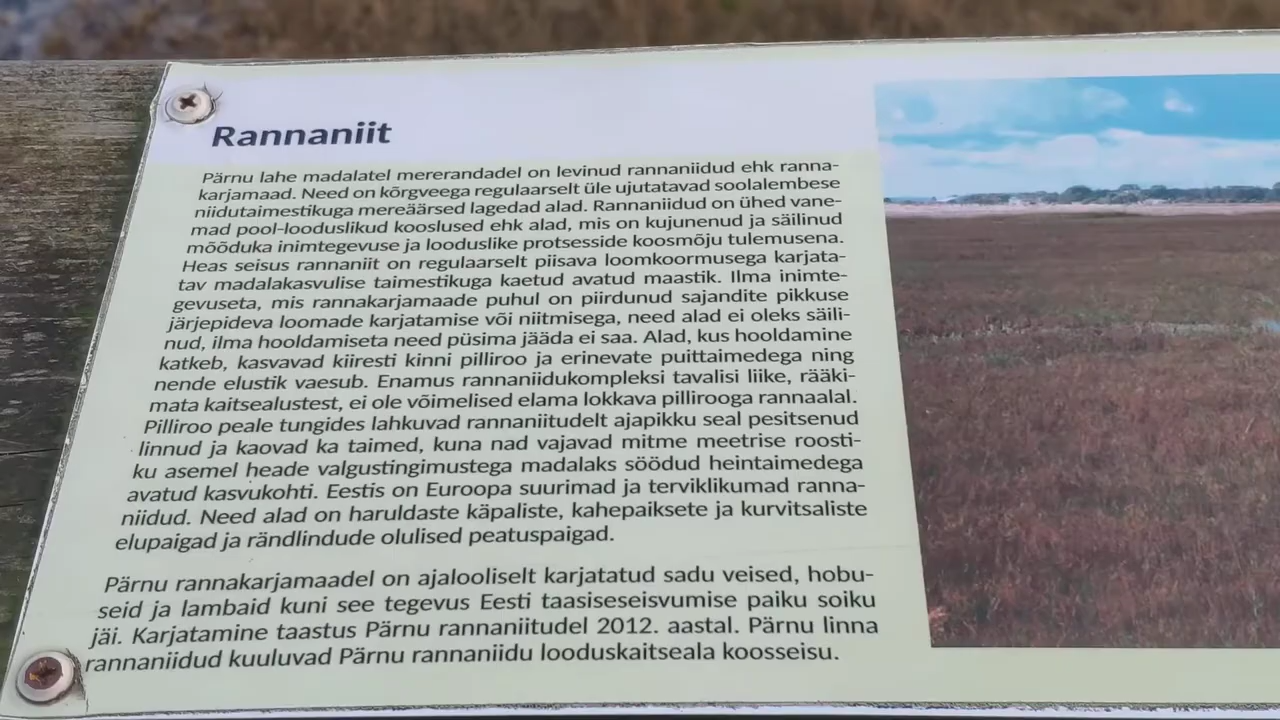 Rannaniit
Pärnu lahe madalatel mererandadel on levinud rannaniidud ehk ranna-
karjamaad. Need on kõrgveega regulaarselt üle ujutatavad soolalembese
niidutaimestikuga mereäärsed lagedad alad. Rannaniidud on ühed vane-
mad pool-looduslikud kooslused ehk alad, mis on kujunenud ja säilinud
mõõduka inimtegevuse ja looduslike protsesside koosmõju tulemusena.
Heas seisus rannaniit on regulaarselt piisava loomkoormusega karjata-
tav madalakasvulise taimestikuga kaetud avatud maastik. Ilma inimte-
gevuseta, mis rannakarjamaade puhul on piirdunud sajandite pikkuse
järjepideva loomade karjatamise või niitmisega, need alad ei oleks säili-
nud, ilma hooldamiseta need püsima jääda ei saa. Alad, kus hooldamine
katkeb, kasvavad kiiresti kinni pilliroo ja erinevate puittaimedega ning
nende elustik vaesub. Enamus rannaniidukompleksi tavalisi liike, rääki-
mata kaitsealustest, ei ole võimelised elama lokkava pillirooga rannaalal.
Pilliroo peale tungides lahkuvad rannaniitudelt ajapikku seal pesitsenud
linnud ja kaovad ka taimed, kuna nad vajavad mitme meetrise roosti-
ku asemel heade valgustingimustega madalaks söödud heintaimedega
avatud kasvukohti. Eestis on Euroopa suurimad ja terviklikumad ranna-
niidud. Need alad on haruldaste käpaliste, kahepaiksete ja kurvitsaliste
elupaigad ja rändlindude olulised peatuspaigad.
Pärnu rannakarjamaadel on ajalooliselt karjatatud sadu veised, hobu-
seid ja lambaid kuni see tegevus Eesti taasiseseisvumise paiku soiku
jäi. Karjatamine taastus Pärnu rannaniitudel 2012. aastal. Pärnu linna
rannaniidud kuuluvad Pärnu rannaniidu looduskaitseala koosseisu.